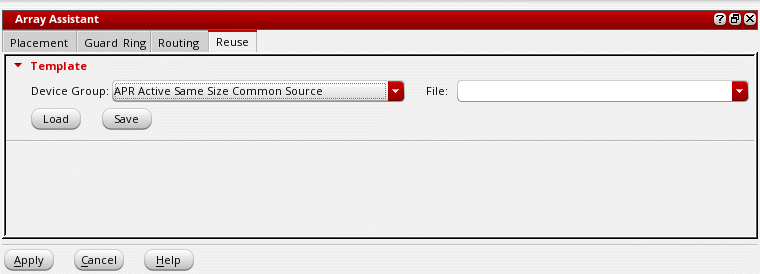 Array Assistant
Placement Guard Ring Routing Reuse
Template
Device Group: APR Active Same Size Common Source File:
Load Save
Apply Cancel Help